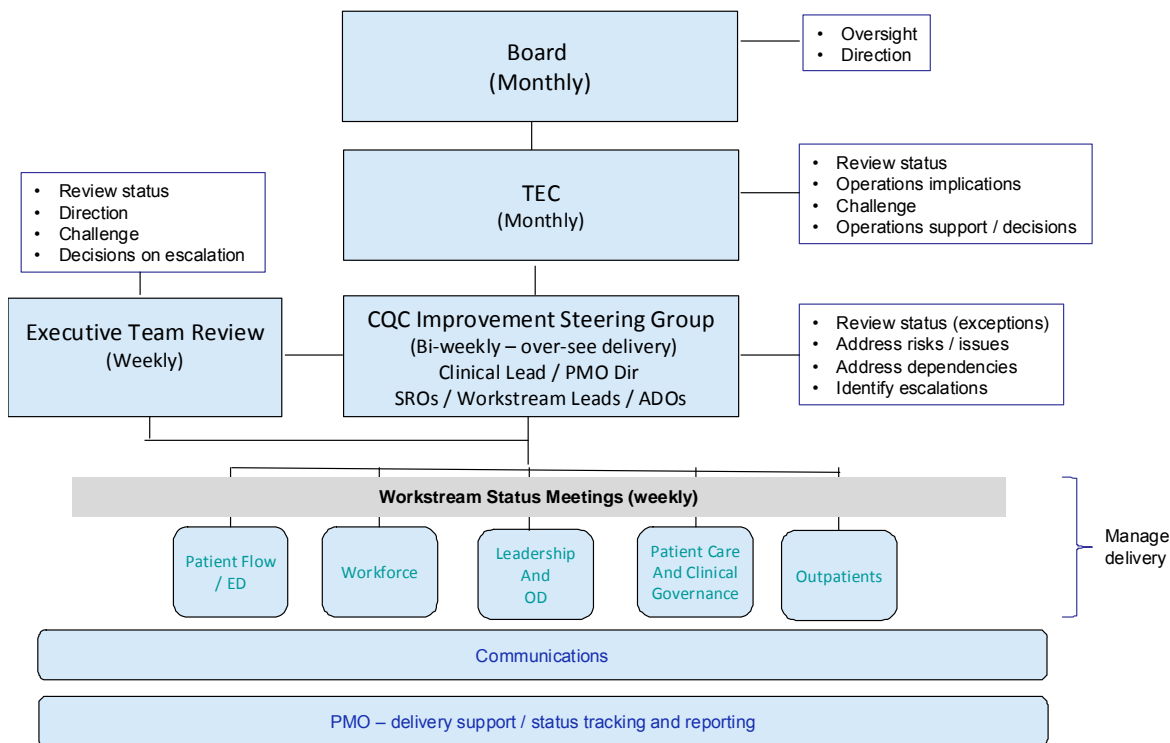 Board
(Monthly)
• Oversight
• Direction
TEC
(Monthly)
• Review status
• Operations implications
• Challenge
• Operations support / decisions
• Review status
• Direction
• Challenge
• Decisions on escalation
Executive Team Review
(Weekly)
CQC Improvement Steering Group
(Bi-weekly – over-see delivery)
Clinical Lead / PMO Dir
SROs / Workstream Leads / ADOs
• Review status (exceptions)
• Address risks / issues
• Address dependencies
• Identify escalations
Workstream Status Meetings (weekly)
Patient Flow
/ ED
Workforce
Leadership
And
OD
Patient Care
And Clinical
Governance
Outpatients
Manage
delivery
Communications
PMO – delivery support / status tracking and reporting